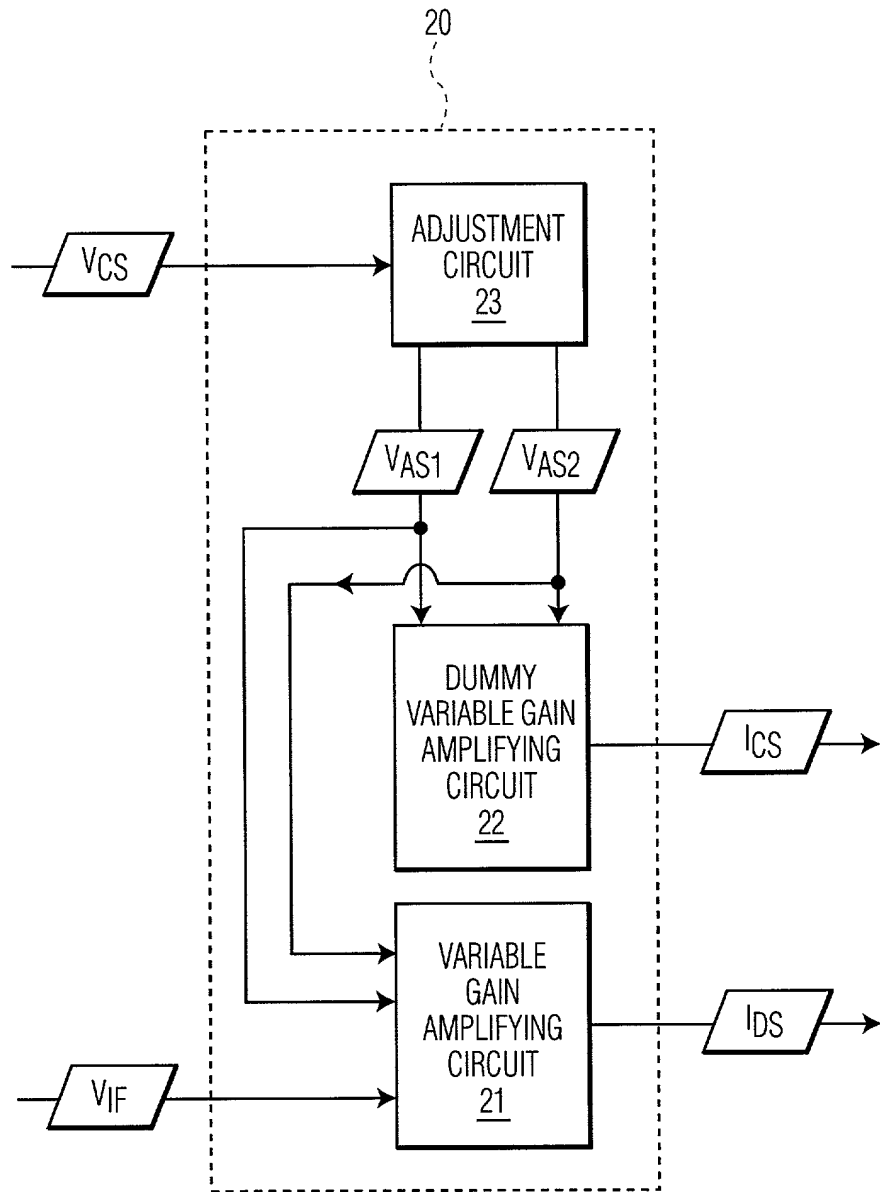 20
VCS
ADJUSTMENT
CIRCUIT
23
VAS1
VAS2
DUMMY
VARIABLE GAIN
AMPLIFYING
CIRCUIT
22
ICS
VARIABLE
GAIN
AMPLIFYING
CIRCUIT
21
IDS
VIF